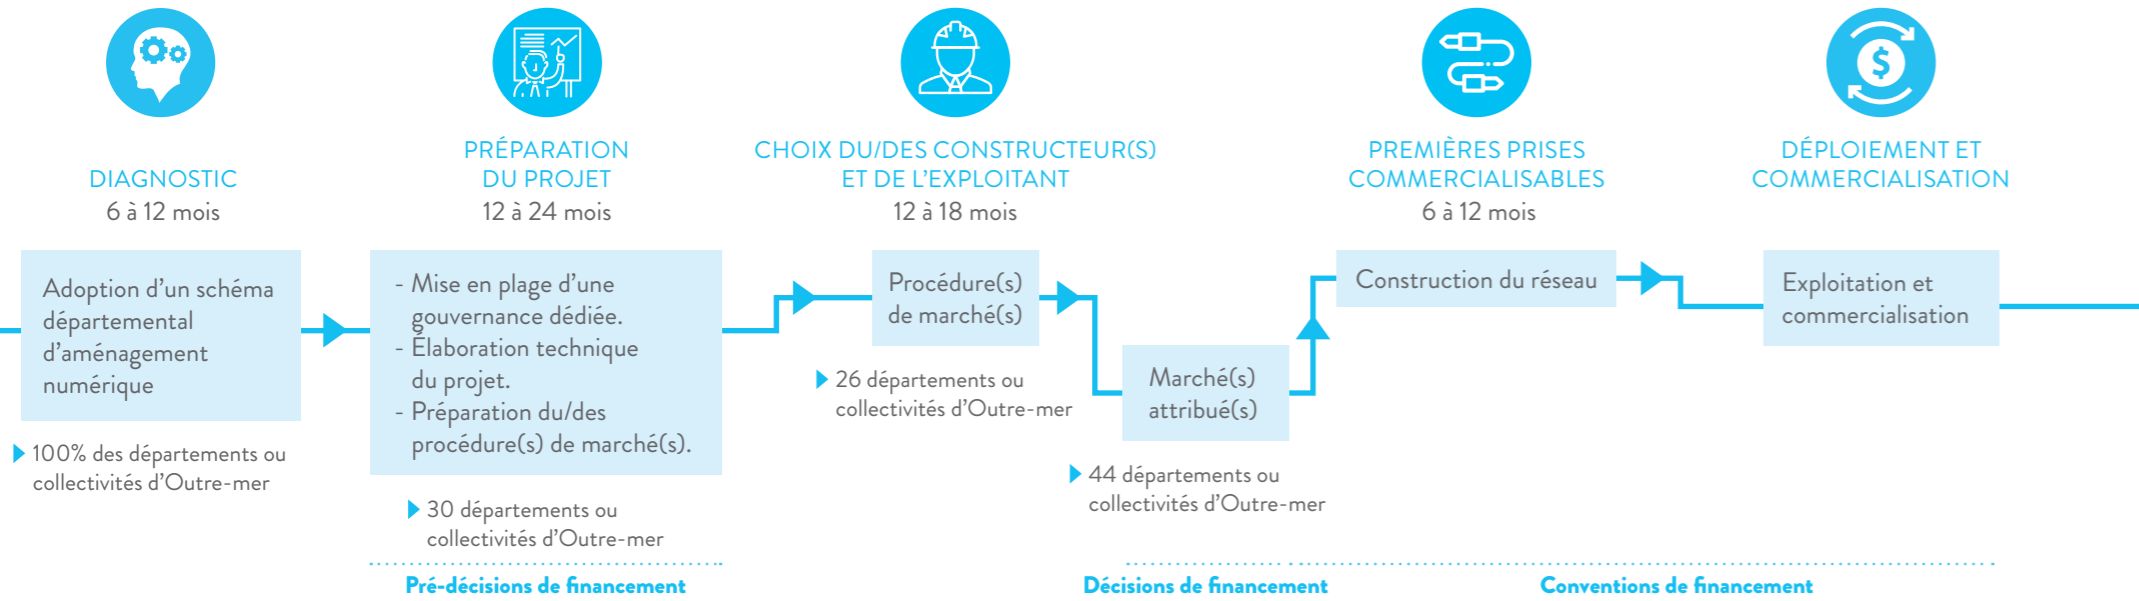 DIAGNOSTIC
6 à 12 mois
Adoption d’un schéma
départemental
d’aménagement
numérique
100% des départements ou
collectivités d’Outre-mer
PRÉPARATION
DU PROJET
12 à 24 mois
- Mise en plage d’une
gouvernance dédiée.
- Élaboration technique
du projet.
- Préparation du/des
procédure(s) de marché(s).
30 départements ou
collectivités d’Outre-mer
Pré-décisions de financement
CHOIX DU/DES CONSTRUCTEUR(S)
ET DE L’EXPLOITANT
12 à 18 mois
Procédure(s)
de marché(s)
26 départements ou
collectivités d’Outre-mer
Marché(s)
attribué(s)
44 départements ou
collectivités d’Outre-mer
Décisions de financement
PREMIÈRES PRISES
COMMERCIALISABLES
6 à 12 mois
Construction du réseau
$
DÉPLOIEMENT ET
COMMERCIALISATION
Exploitation et
commercialisation
Conventions de financement